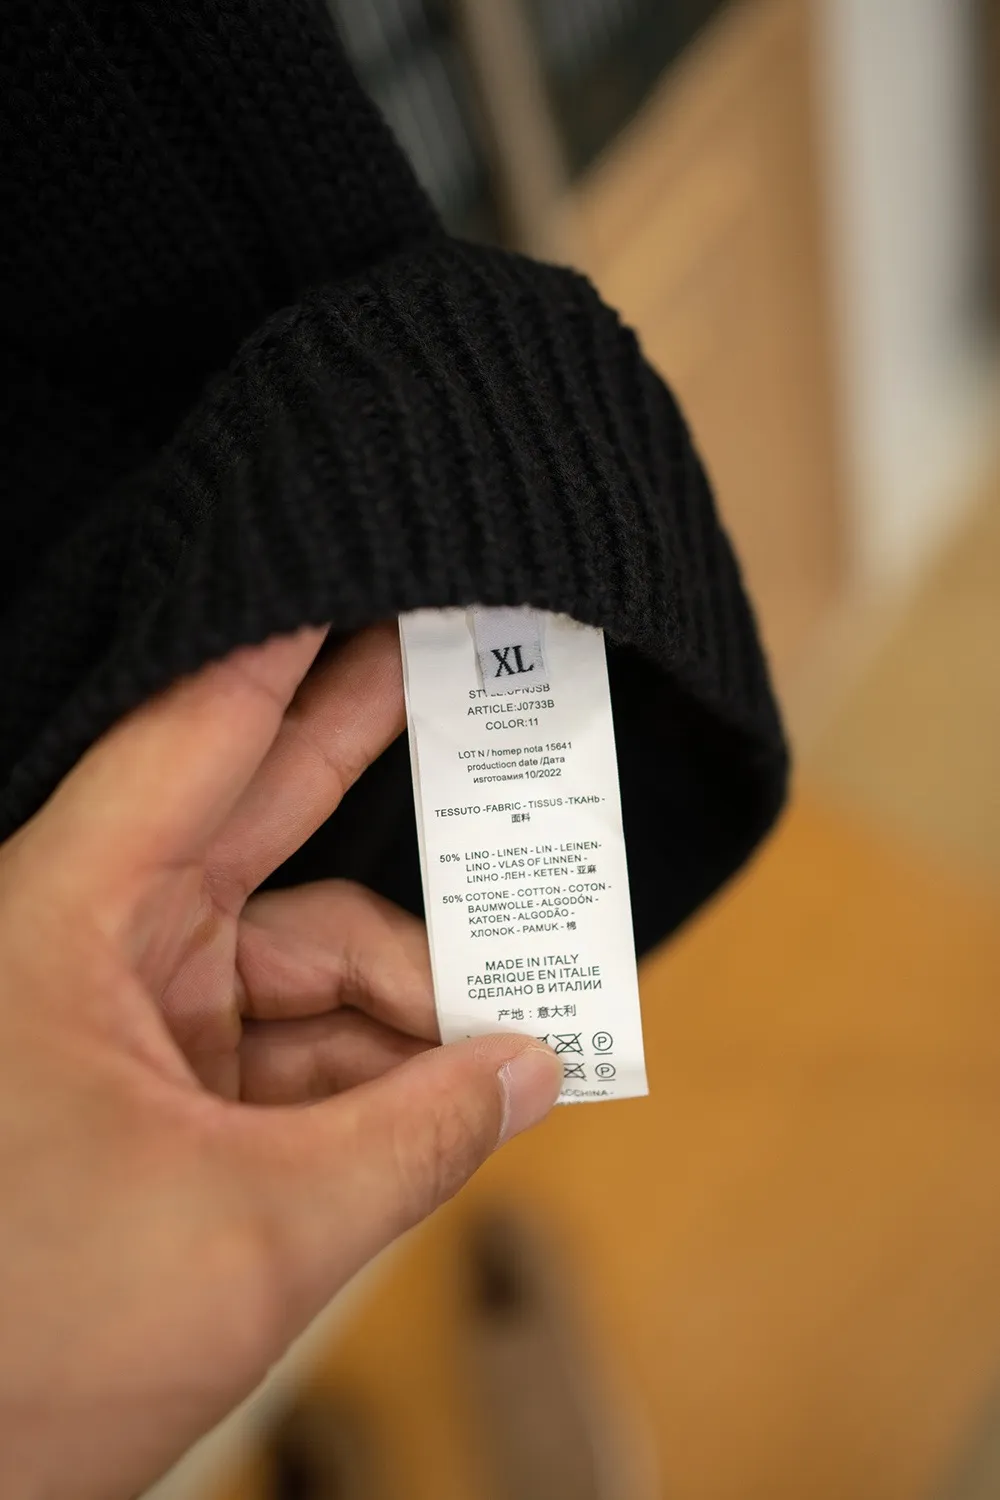 XL
ARTICLE:J0733B
COLOR:11
LOT N / homep nota 15641
productiocn date /Дата
изготоамия 10/2022
TESSUTO -FABRIC - TISSUS -ТКАНЬ -
面料
50% LINO - LINEN - LIN - LEINEN-
LINO - VLAS OF LINNEN -
LINHO -ЛЕН - KETEN - 亚麻
50% COTONE - COTTON - COTON -
BAUMWOLLE - ALGODÓN -
KATOEN - ALGODÃO -
ХЛОНОК - PAMUK - 棉
MADE IN ITALY
FABRIQUE EN ITALIE
СДЕЛАНО В ИТАЛИИ
产地：意大利
P
P